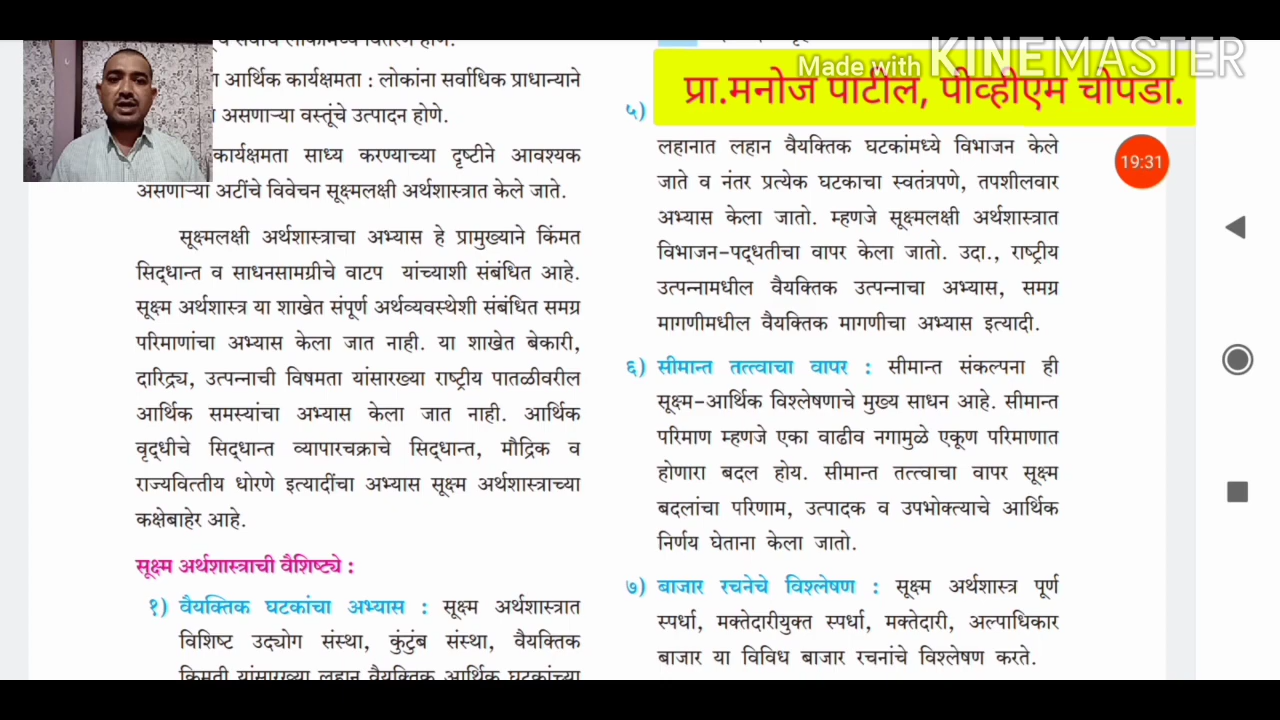 आर्थिक कार्यक्षमता : लोकांना सर्वाधिक प्राधान्याने
असणाऱ्या वस्तूंचे उत्पादन होणे.
कार्यक्षमता साध्य करण्याच्या दृष्टीने आवश्यक
असणाऱ्या अटींचे विवेचन सूक्ष्मलक्षी अर्थशास्त्रात केले जाते.
सूक्ष्मलक्षी अर्थशास्त्राचा अभ्यास हे प्रामुख्याने किंमत
सिद्धान्त व साधनसामग्रीचे वाटप यांच्याशी संबंधित आहे.
सूक्ष्म अर्थशास्त्र या शाखेत संपूर्ण अर्थव्यवस्थेशी संबंधित समग्र
परिमाणांचा अभ्यास केला जात नाही. या शाखेत बेकारी,
दारिद्र्य, उत्पन्नाची विषमता यांसारख्या राष्ट्रीय पातळीवरील
आर्थिक समस्यांचा अभ्यास केला जात नाही. आर्थिक
वृद्धीचे सिद्धान्त व्यापारचक्राचे सिद्धान्त, मौद्रिक व
राज्यवित्तीय धोरणे इत्यादींचा अभ्यास सूक्ष्म अर्थशास्त्राच्या
कक्षेबाहेर आहे.
सूक्ष्म अर्थशास्त्राची वैशिष्ट्ये :
१) वैयक्तिक घटकांचा अभ्यास : सूक्ष्म अर्थशास्त्रात
विशिष्ट उद्योग संस्था, कुंटुंब संस्था, वैयक्तिक
किमती यांसारख्या लहान वैयक्तिक आर्थिक घटकांच्या
Made with KINEMASTER
प्रा.मनोज पाटील, पीव्हीएम चोपडा.
५)
लहानात लहान वैयक्तिक घटकांमध्ये विभाजन केले
जाते व नंतर प्रत्येक घटकाचा स्वतंत्रपणे, तपशीलवार
अभ्यास केला जातो. म्हणजे सूक्ष्मलक्षी अर्थशास्त्रात
विभाजन-पद्धतीचा वापर केला जातो. उदा., राष्ट्रीय
उत्पन्नामधील वैयक्तिक उत्पन्नाचा अभ्यास, समग्र
मागणीमधील वैयक्तिक मागणीचा अभ्यास इत्यादी.
६) सीमान्त तत्त्वाचा वापर : सीमान्त संकल्पना ही
सूक्ष्म-आर्थिक विश्लेषणाचे मुख्य साधन आहे. सीमान्त
परिमाण म्हणजे एका वाढीव नगामुळे एकूण परिमाणात
होणारा बदल होय. सीमान्त तत्त्वाचा वापर सूक्ष्म
बदलांचा परिणाम, उत्पादक व उपभोक्त्याचे आर्थिक
निर्णय घेताना केला जातो.
७) बाजार रचनेचे विश्लेषण : सूक्ष्म अर्थशास्त्र पूर्ण
स्पर्धा, मक्तेदारीयुक्त स्पर्धा, मक्तेदारी, अल्पाधिकार
बाजार या विविध बाजार रचनांचे विश्लेषण करते.
19:31